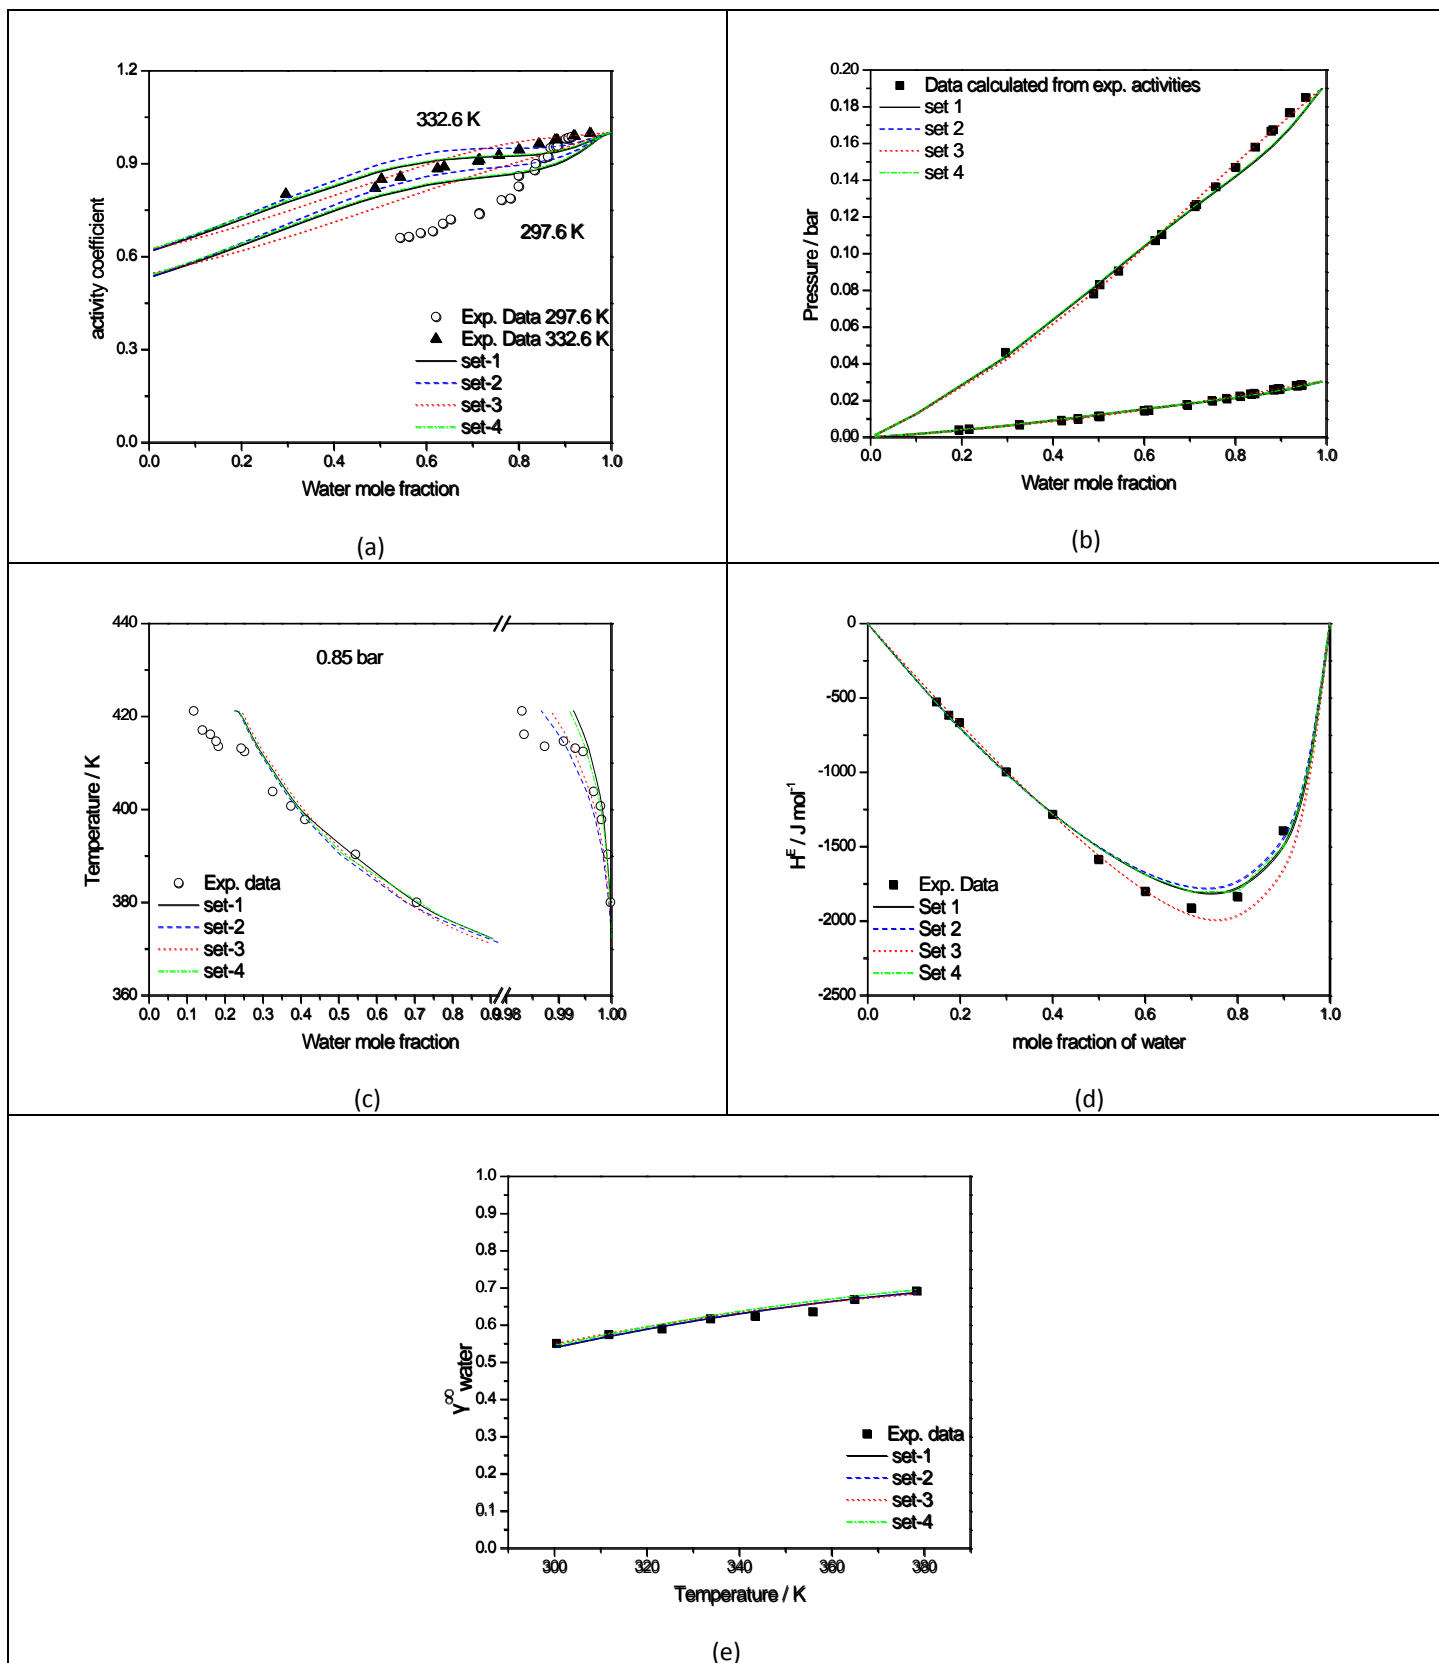 1.2
0.9
0.6
0.3
0.0
activity coefficient
332.6 K
297.6 K
Exp. Data 297.6 K
Exp. Data 332.6 K
set-1
set-2
set-3
set-4
0.0 0.2 0.4 0.6 0.8 1.0
Water mole fraction
(a)
0.20
0.18
0.16
0.14
0.12
0.10
0.08
0.06
0.04
0.02
0.00
Pressure / bar
Data calculated from exp. activities
set 1
set 2
set 3
set 4
0.0 0.2 0.4 0.6 0.8 1.0
Water mole fraction
(b)
440
420
400
380
360
Temperature / K
0.85 bar
Exp. data
set-1
set-2
set-3
set-4
0.0 0.1 0.2 0.3 0.4 0.5 0.6 0.7 0.8 0.9 0.98 0.99 1.00
Water mole fraction
(c)
0
-500
-1000
-1500
-2000
-2500
H^E / J mol^-1
Exp. Data
Set 1
Set 2
Set 3
Set 4
0.0 0.2 0.4 0.6 0.8 1.0
mole fraction of water
(d)
1.0
0.9
0.8
0.7
0.6
0.5
0.4
0.3
0.2
0.1
0.0
γ^∞ water
Exp. data
set-1
set-2
set-3
set-4
300 320 340 360 380
Temperature / K
(e)